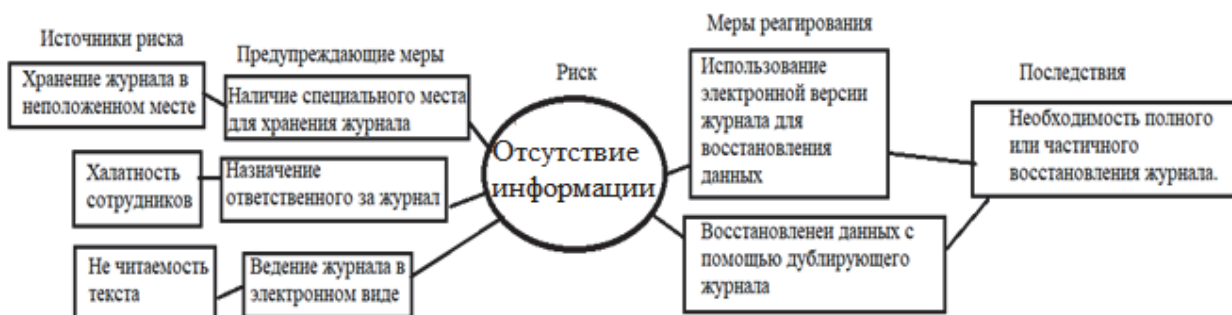 Источники риска
Хранение журнала в
неположенном месте
Халатность
сотрудников
Не читаемость
текста
Предупреждающие меры
Наличие специального места
для хранения журнала
Назначение
ответственного за журнал
Ведение журнала в
электронном виде
Риск
Отсутствие
информации
Меры реагирования
Использование
электронной версии
журнала для
восстановления
данных
Восстановленеи данных с
помощью дублирующего
журнала
Последствия
Необходимость полного
или частичного
восстановления журнала.